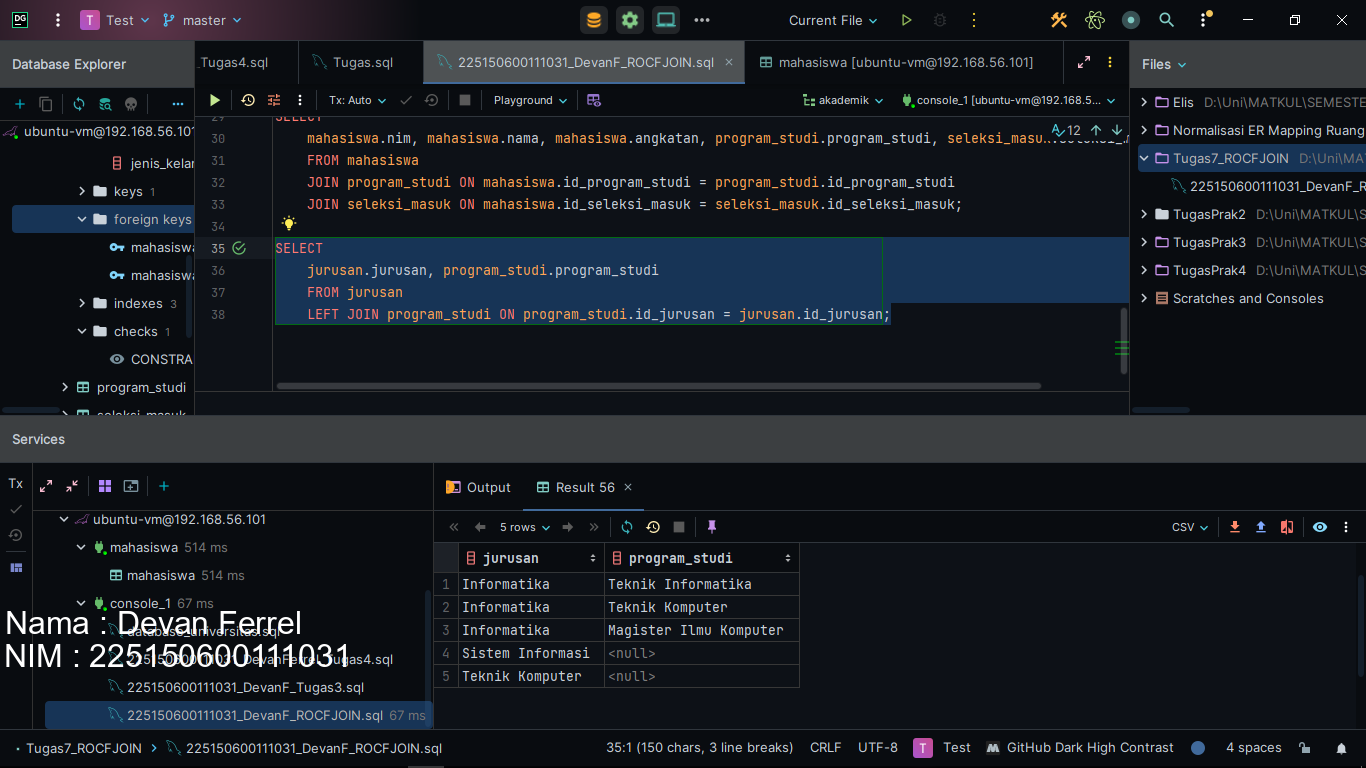 DG
T Test
master
Current File
Database Explorer
Tugas4.sql
Tugas.sql
225150600111031_DevanF_ROCFJOIN.sql
mahasiswa [ubuntu-vm@192.168.56.101]
Files
Tx: Auto
Playground
akademik
console_1 [ubuntu-vm@192.168.5...
ubuntu-vm@192.168.56.101
jenis_kelar
keys 1
foreign keys
mahasiswa
mahasiswa
indexes 3
checks 1
CONSTRA
program_studi
seleksi_masuk
12
29 SELECT
30 mahasiswa.nim, mahasiswa.nama, mahasiswa.angkatan, program_studi.program_studi, seleksi_masuk.seleksi_m
31 FROM mahasiswa
32 JOIN program_studi ON mahasiswa.id_program_studi = program_studi.id_program_studi
33 JOIN seleksi_masuk ON mahasiswa.id_seleksi_masuk = seleksi_masuk.id_seleksi_masuk;
34
35 SELECT
36 jurusan.jurusan, program_studi.program_studi
37 FROM jurusan
38 LEFT JOIN program_studi ON program_studi.id_jurusan = jurusan.id_jurusan;
Elis D:\Uni\MATKUL\SEMESTE
Normalisasi ER Mapping Ruang
Tugas7_ROCFJOIN D:\Uni\MA
225150600111031_DevanF_R
TugasPrak2 D:\Uni\MATKUL\S
TugasPrak3 D:\Uni\MATKUL\S
TugasPrak4 D:\Uni\MATKUL\S
Scratches and Consoles
Services
Tx
ubuntu-vm@192.168.56.101
mahasiswa 514 ms
mahasiswa 514 ms
console_1 67 ms
database_universitas.sql
225150600111031_DevanFerrel_Tugas4.sql
225150600111031_DevanF_Tugas3.sql
225150600111031_DevanF_ROCFJOIN.sql 67 ms
Nama : Devan Ferrel
NIM : 225150600111031
Output
Result 56
5 rows
CSV
jurusan program_studi
1 Informatika Teknik Informatika
2 Informatika Teknik Komputer
3 Informatika Magister Ilmu Komputer
4 Sistem Informasi <null>
5 Teknik Komputer <null>
Tugas7_ROCFJOIN
225150600111031_DevanF_ROCFJOIN.sql
35:1 (150 chars, 3 line breaks)
CRLF
UTF-8
T Test
GitHub Dark High Contrast
4 spaces